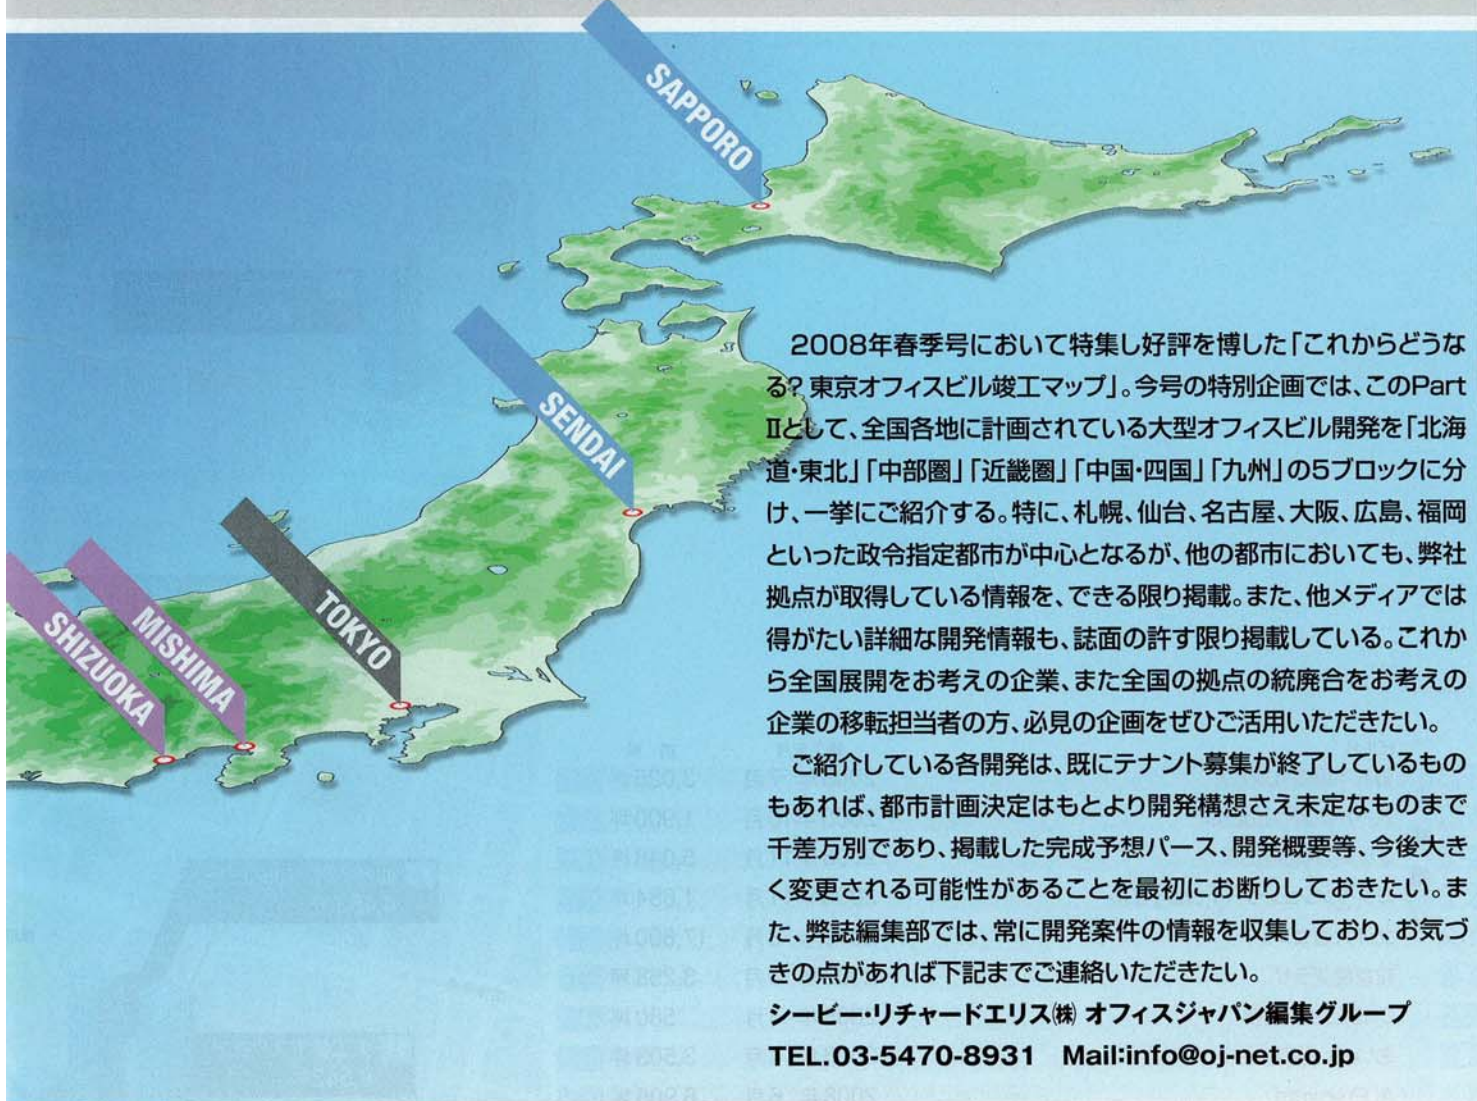 SAPPORO
SENDAI
TOKYO
MISHIMA
SHIZUOKA
2008年春季号において特集し好評を博した「これからどうな
る? 東京オフィスビル竣工マップ」。今号の特別企画では、このPart
Ⅱとして、全国各地に計画されている大型オフィスビル開発を「北海
道・東北」「中部圏」「近畿圏」「中国・四国」「九州」の5ブロックに分
け、一挙にご紹介する。特に、札幌、仙台、名古屋、大阪、広島、福岡
といった政令指定都市が中心となるが、他の都市においても、弊社
拠点が取得している情報を、できる限り掲載。また、他メディアでは
得がたい詳細な開発情報も、誌面の許す限り掲載している。これか
ら全国展開をお考えの企業、また全国の拠点の統廃合をお考えの
企業の移転担当者の方、必見の企画をぜひご活用いただきたい。
ご紹介している各開発は、既にテナント募集が終了しているもの
もあれば、都市計画決定はもとより開発構想さえ未定なものまで
千差万別であり、掲載した完成予想パース、開発概要等、今後大き
く変更される可能性があることを最初にお断りしておきたい。ま
た、弊誌編集部では、常に開発案件の情報を収集しており、お気づ
きの点があれば下記までご連絡いただきたい。
シービー・リチャードエリス㈱ オフィスジャパン編集グループ
TEL.03-5470-8931 Mail:info@oj-net.co.jp